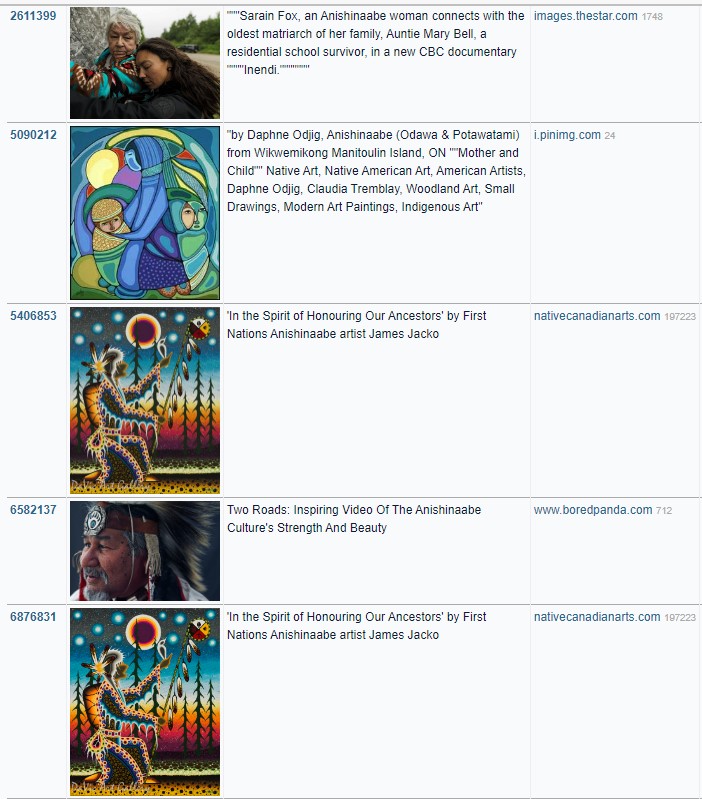 2611399
"""Sarain Fox, an Anishinaabe woman connects with the
oldest matriarch of her family, Auntie Mary Bell, a
residential school survivor, in a new CBC documentary
""""Inendi.""""""""
images.thestar.com 1748
5090212
"by Daphne Odjig, Anishinaabe (Odawa & Potawatami)
from Wikwemikong Manitoulin Island, ON ""Mother and
Child"" Native Art, Native American Art, American Artists,
Daphne Odjig, Claudia Tremblay, Woodland Art, Small
Drawings, Modern Art Paintings, Indigenous Art"
i.pinimg.com 24
5406853
'In the Spirit of Honouring Our Ancestors' by First
Nations Anishinaabe artist James Jacko
nativecanadianarts.com 197223
6582137
Two Roads: Inspiring Video Of The Anishinaabe
Culture's Strength And Beauty
www.boredpanda.com 712
6876831
'In the Spirit of Honouring Our Ancestors' by First
Nations Anishinaabe artist James Jacko
nativecanadianarts.com 197223